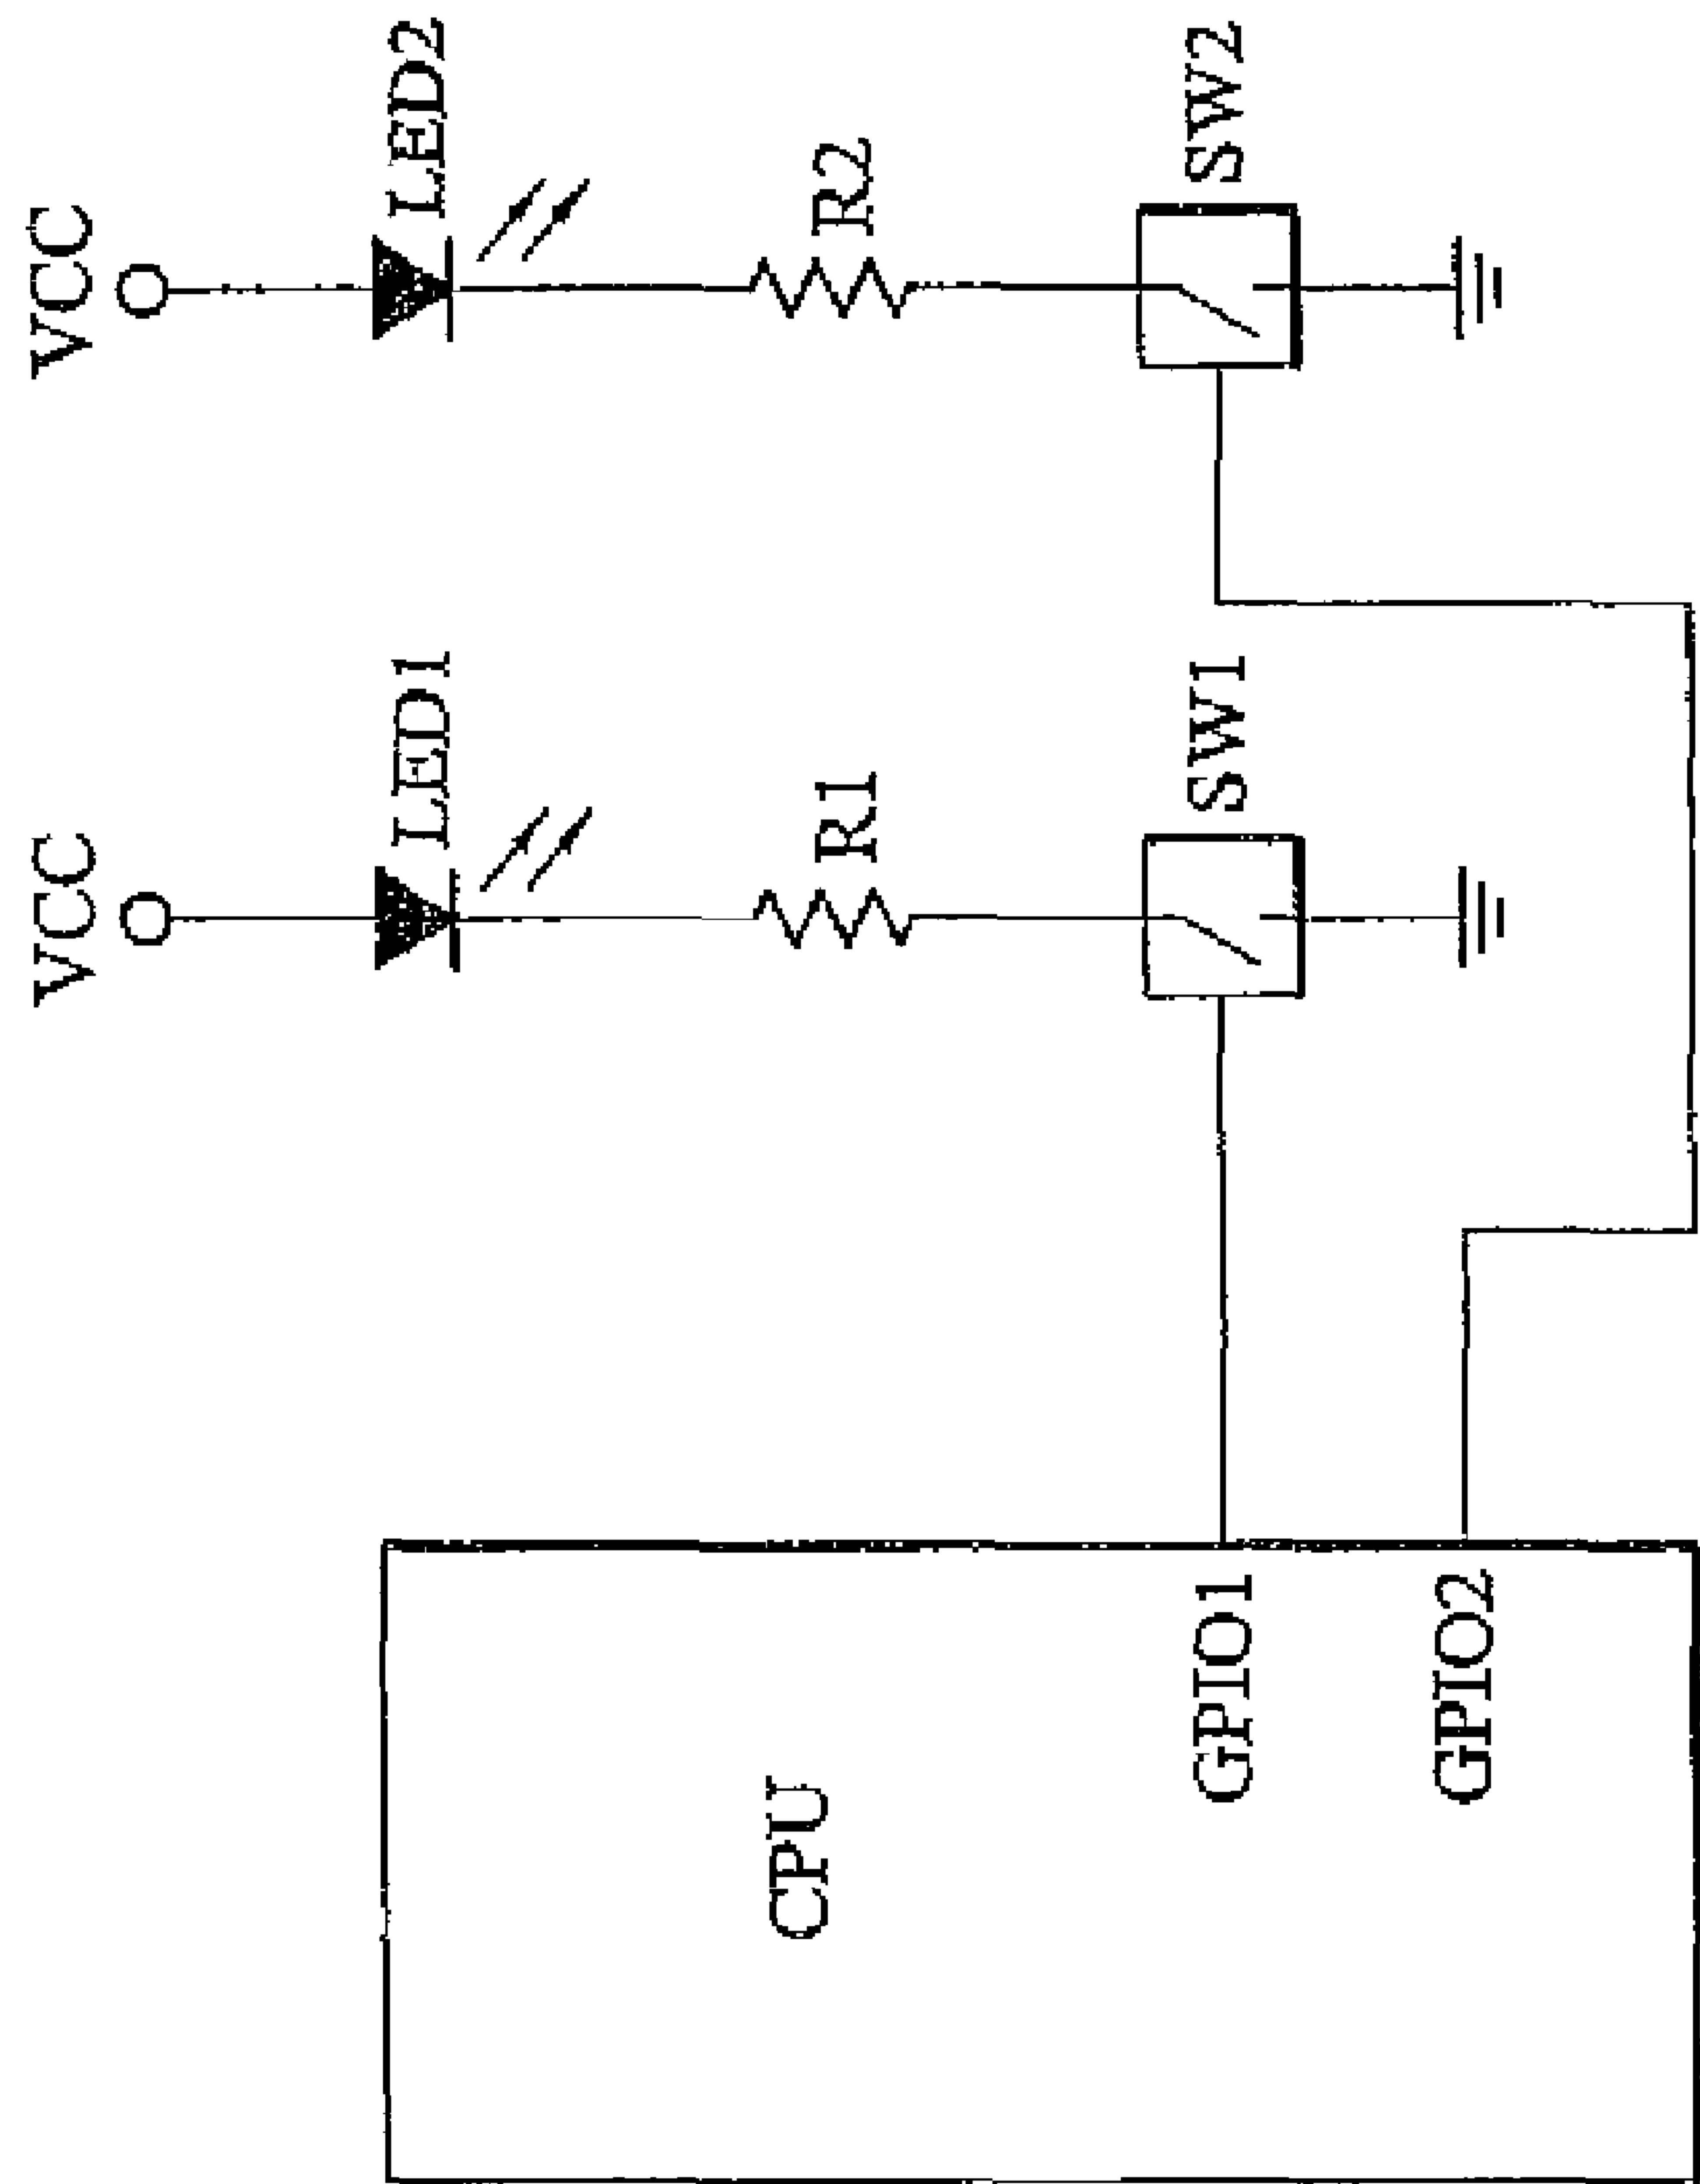 VCC
VCC
LED1
LED2
CPU
R1
R2
GPIO1
SW1
SW2
GPIO2